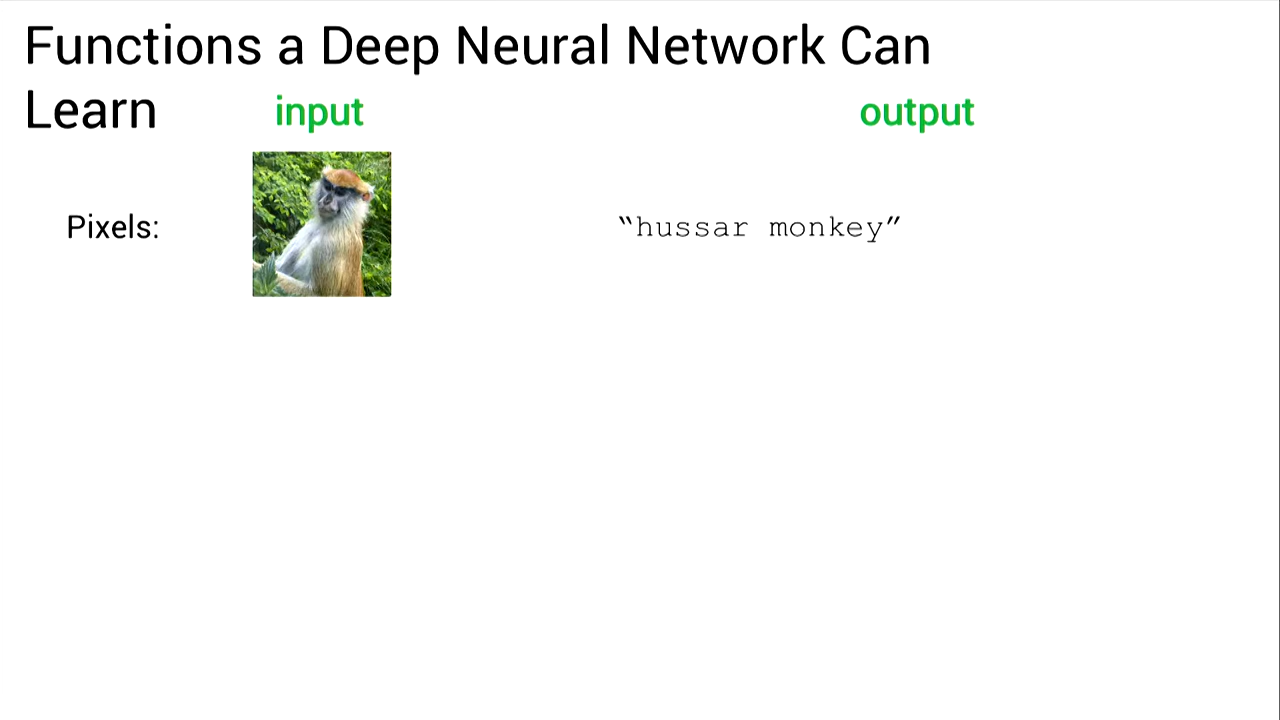 Functions a Deep Neural Network Can
Learn
input
output
Pixels:
“hussar monkey”